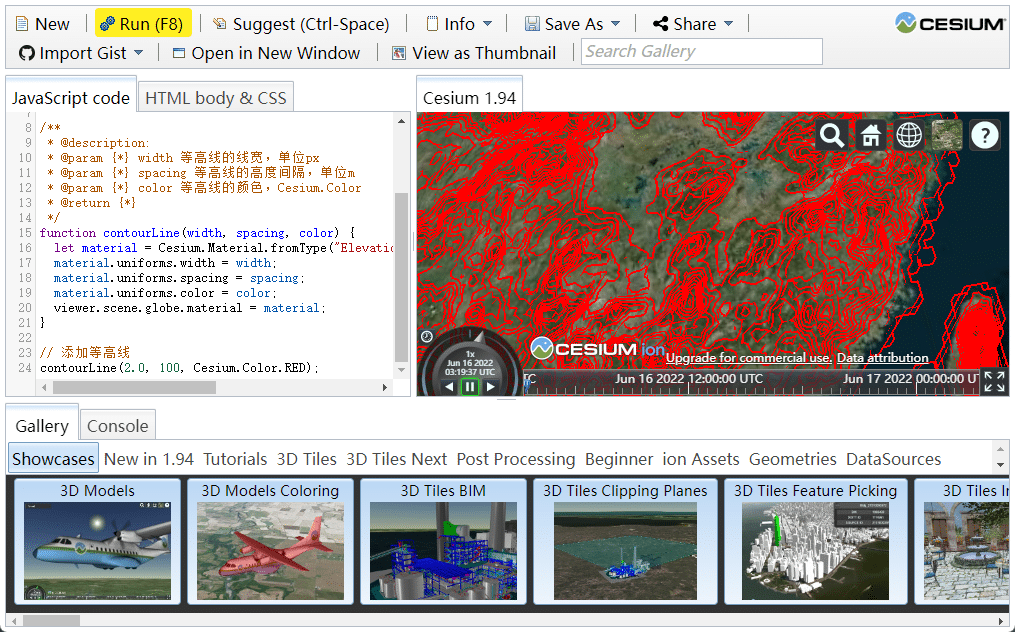 New Run (F8) Suggest (Ctrl-Space) Info Save As Share CESIUM
Import Gist Open in New Window View as Thumbnail Search Gallery
JavaScript code HTML body & CSS
8 /**
9 * @description:
10 * @param {*} width 等高线的线宽，单位px
11 * @param {*} spacing 等高线的高度间隔，单位m
12 * @param {*} color 等高线的颜色，Cesium.Color
13 * @return {*}
14 */
15 function contourLine(width, spacing, color) {
16 let material = Cesium.Material.fromType("Elevatic
17 material.uniforms.width = width;
18 material.uniforms.spacing = spacing;
19 material.uniforms.color = color;
20 viewer.scene.globe.material = material;
21 }
22
23 // 添加等高线
24 contourLine(2.0, 100, Cesium.Color.RED);
Cesium 1.94
?
CESIUM ion Upgrade for commercial use. Data attribution
1x
Jun 16 2022
03:19:37 UTC
TC Jun 16 2022 12:00:00 UTC Jun 17 2022 00:00:00 UT
Gallery Console
Showcases New in 1.94 Tutorials 3D Tiles 3D Tiles Next Post Processing Beginner ion Assets Geometries DataSources
3D Models 3D Models Coloring 3D Tiles BIM 3D Tiles Clipping Planes 3D Tiles Feature Picking 3D Tiles In